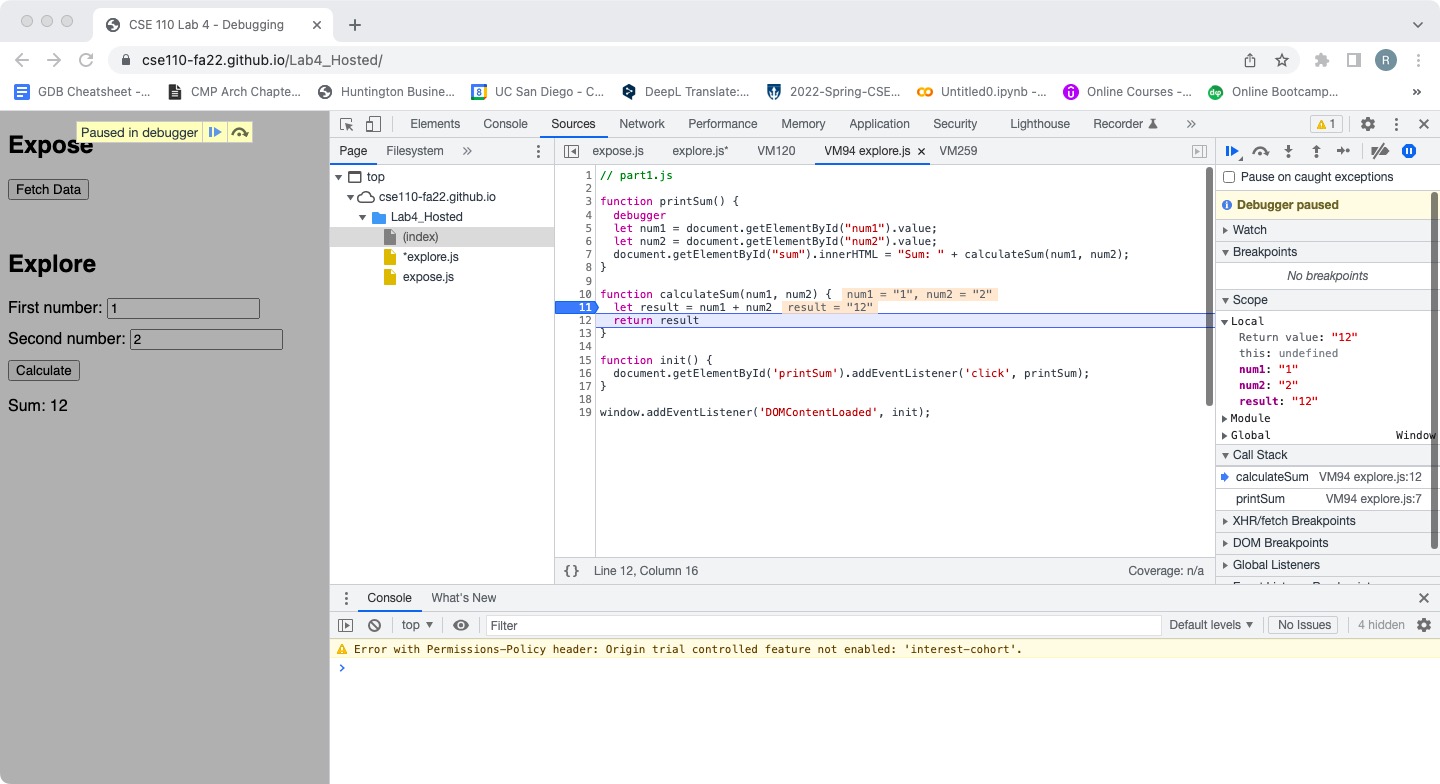 CSE 110 Lab 4 - Debugging
cse110-fa22.github.io/Lab4_Hosted/
R
GDB Cheatsheet -...
CMP Arch Chapte...
Huntington Busine...
8
UC San Diego - C...
DeepL Translate:...
2022-Spring-CSE...
Untitled0.ipynb -...
Online Courses -...
Online Bootcamp...
»
Paused in debugger
Expose
Fetch Data
Explore
First number: 1
Second number: 2
Calculate
Sum: 12
Elements Console Sources Network Performance Memory Application Security Lighthouse Recorder » 1
Page Filesystem »
top
cse110-fa22.github.io
Lab4_Hosted
(index)
*explore.js
expose.js
expose.js explore.js* VM120 VM94 explore.js VM259
1 // part1.js
2
3 function printSum() {
4 debugger
5 let num1 = document.getElementById("num1").value;
6 let num2 = document.getElementById("num2").value;
7 document.getElementById("sum").innerHTML = "Sum: " + calculateSum(num1, num2);
8 }
9
10 function calculateSum(num1, num2) { num1 = "1", num2 = "2"
11 let result = num1 + num2 result = "12"
12 return result
13 }
14
15 function init() {
16 document.getElementById('printSum').addEventListener('click', printSum);
17 }
18
19 window.addEventListener('DOMContentLoaded', init);
{} Line 12, Column 16 Coverage: n/a
Pause on caught exceptions
Debugger paused
Watch
Breakpoints
No breakpoints
Scope
Local
Return value: "12"
this: undefined
num1: "1"
num2: "2"
result: "12"
Module
Global Window
Call Stack
calculateSum VM94 explore.js:12
printSum VM94 explore.js:7
XHR/fetch Breakpoints
DOM Breakpoints
Global Listeners
Console What's New
top Filter Default levels No Issues 4 hidden
Error with Permissions-Policy header: Origin trial controlled feature not enabled: 'interest-cohort'.